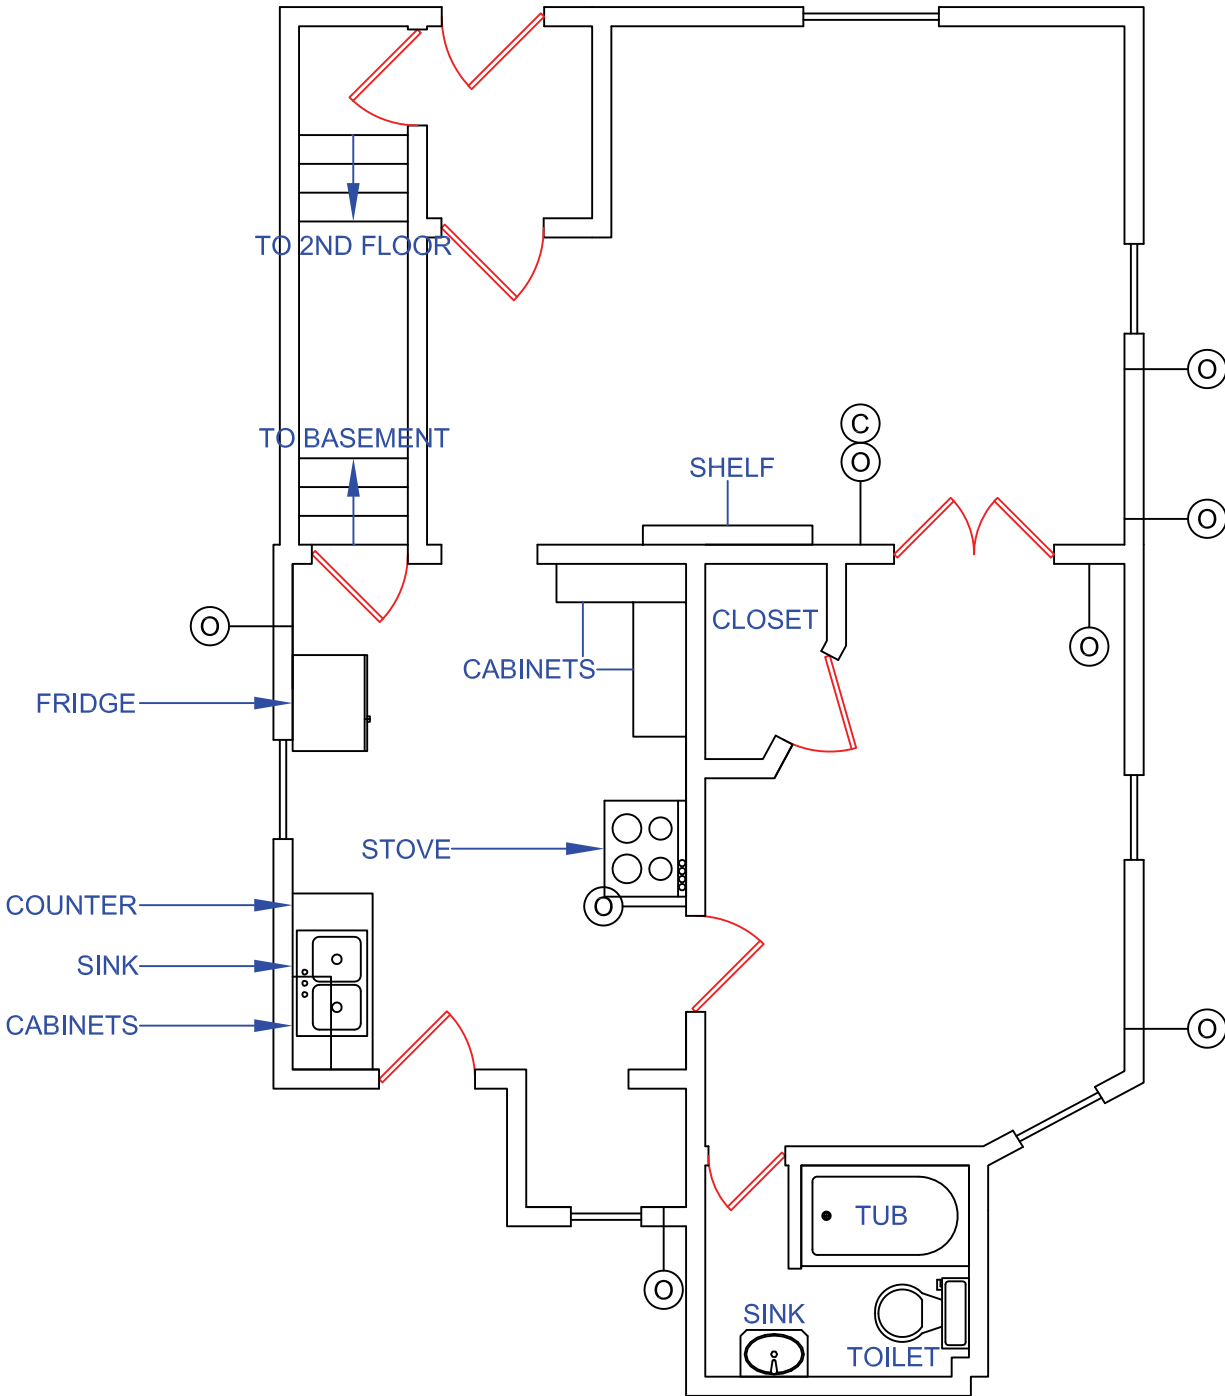 TO 2ND FLOOR
O
C
TO BASEMENT
O
SHELF
O
CLOSET
O
O
CABINETS
FRIDGE
STOVE
COUNTER
O
SINK
CABINETS
O
TUB
O
SINK
TOILET